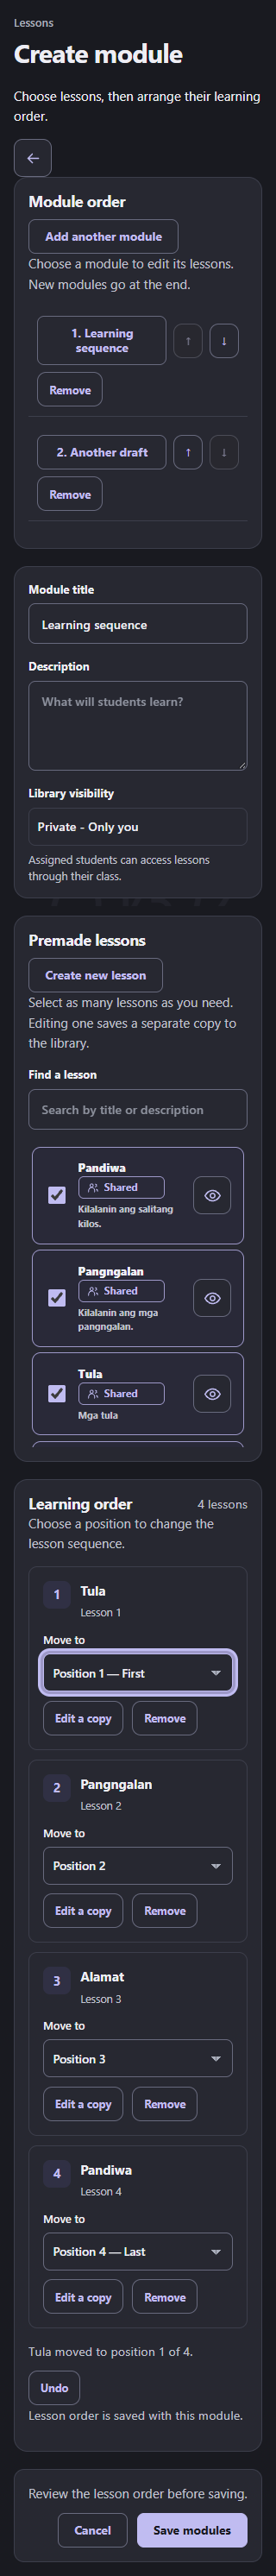 Lessons
Create module
Choose lessons, then arrange their learning
order.
←
Module order
Add another module
Choose a module to edit its lessons.
New modules go at the end.
1. Learning
sequence
↑
↓
Remove
2. Another draft
↑
↓
Remove
Module title
Learning sequence
Description
What will students learn?
Library visibility
Private - Only you
Assigned students can access lessons
through their class.
Premade lessons
Create new lesson
Select as many lessons as you need.
Editing one saves a separate copy to
the library.
Find a lesson
Search by title or description
Pandiwa
Shared
Kilalanin ang salitang
kilos.
Pangngalan
Shared
Kilalanin ang mga
pangngalan.
Tula
Shared
Mga tula
Learning order
4 lessons
Choose a position to change the
lesson sequence.
1
Tula
Lesson 1
Move to
Position 1 — First
Edit a copy
Remove
2
Pangngalan
Lesson 2
Move to
Position 2
Edit a copy
Remove
3
Alamat
Lesson 3
Move to
Position 3
Edit a copy
Remove
4
Pandiwa
Lesson 4
Move to
Position 4 — Last
Edit a copy
Remove
Tula moved to position 1 of 4.
Undo
Lesson order is saved with this module.
Review the lesson order before saving.
Cancel
Save modules